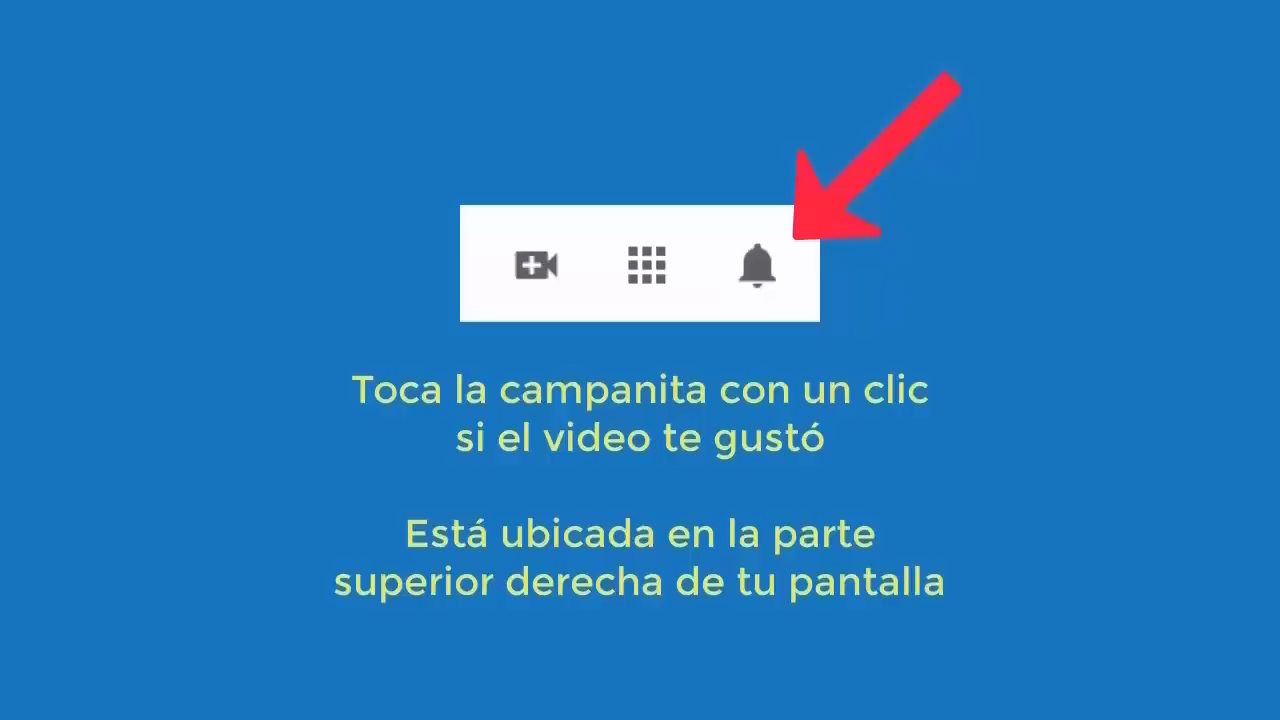 Toca la campanita con un clic
si el video te gustó
Está ubicada en la parte
superior derecha de tu pantalla